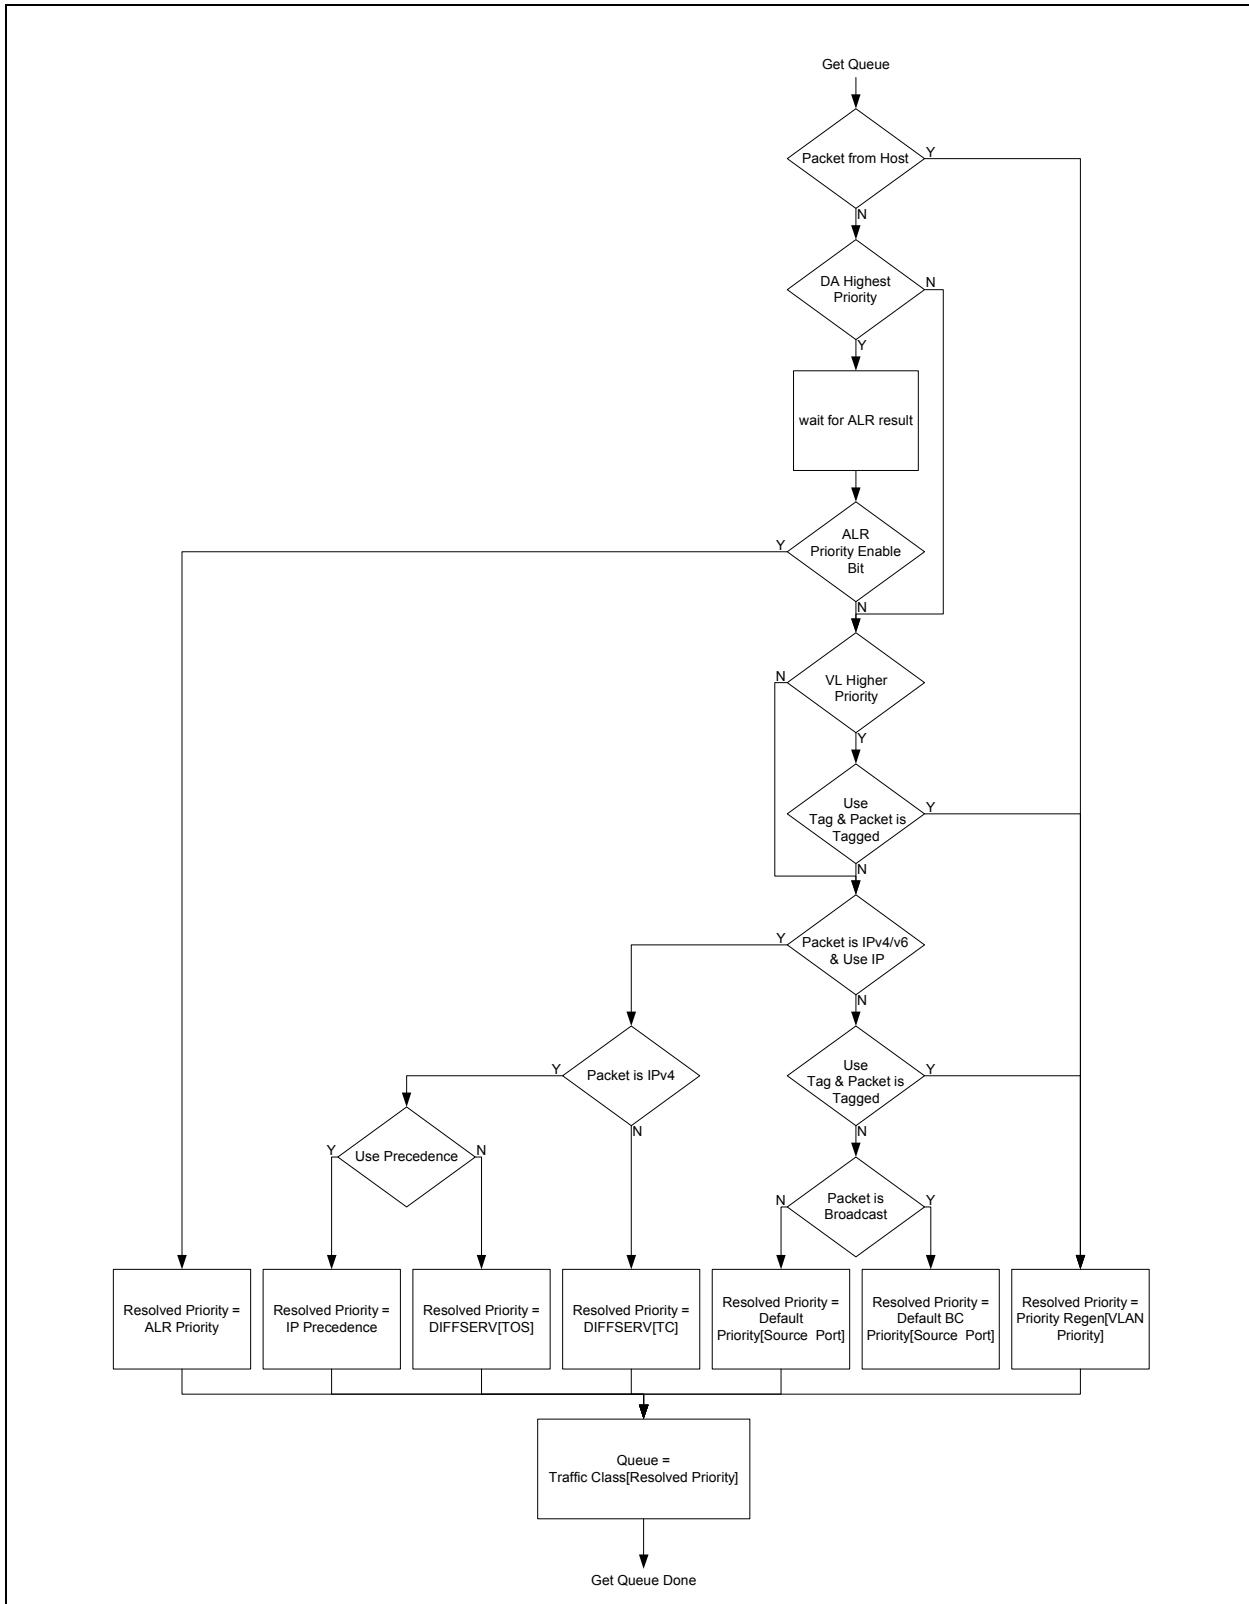 Get Queue
Packet from Host
Y
N
DA Highest
Priority
N
Y
wait for ALR result
ALR
Priority Enable
Bit
Y
N
VL Higher
Priority
N
Y
Use
Tag & Packet is
Tagged
Y
N
Packet is IPv4/v6
& Use IP
Y
N
Packet is IPv4
Y
N
Use
Tag & Packet is
Tagged
Y
N
Use Precedence
Y
N
Packet is
Broadcast
N
Y
Resolved Priority =
ALR Priority
Resolved Priority =
IP Precedence
Resolved Priority =
DIFFSERV[TOS]
Resolved Priority =
DIFFSERV[TC]
Resolved Priority =
Default
Priority[Source Port]
Resolved Priority =
Default BC
Priority[Source Port]
Resolved Priority =
Priority Regen[VLAN
Priority]
Queue =
Traffic Class[Resolved Priority]
Get Queue Done